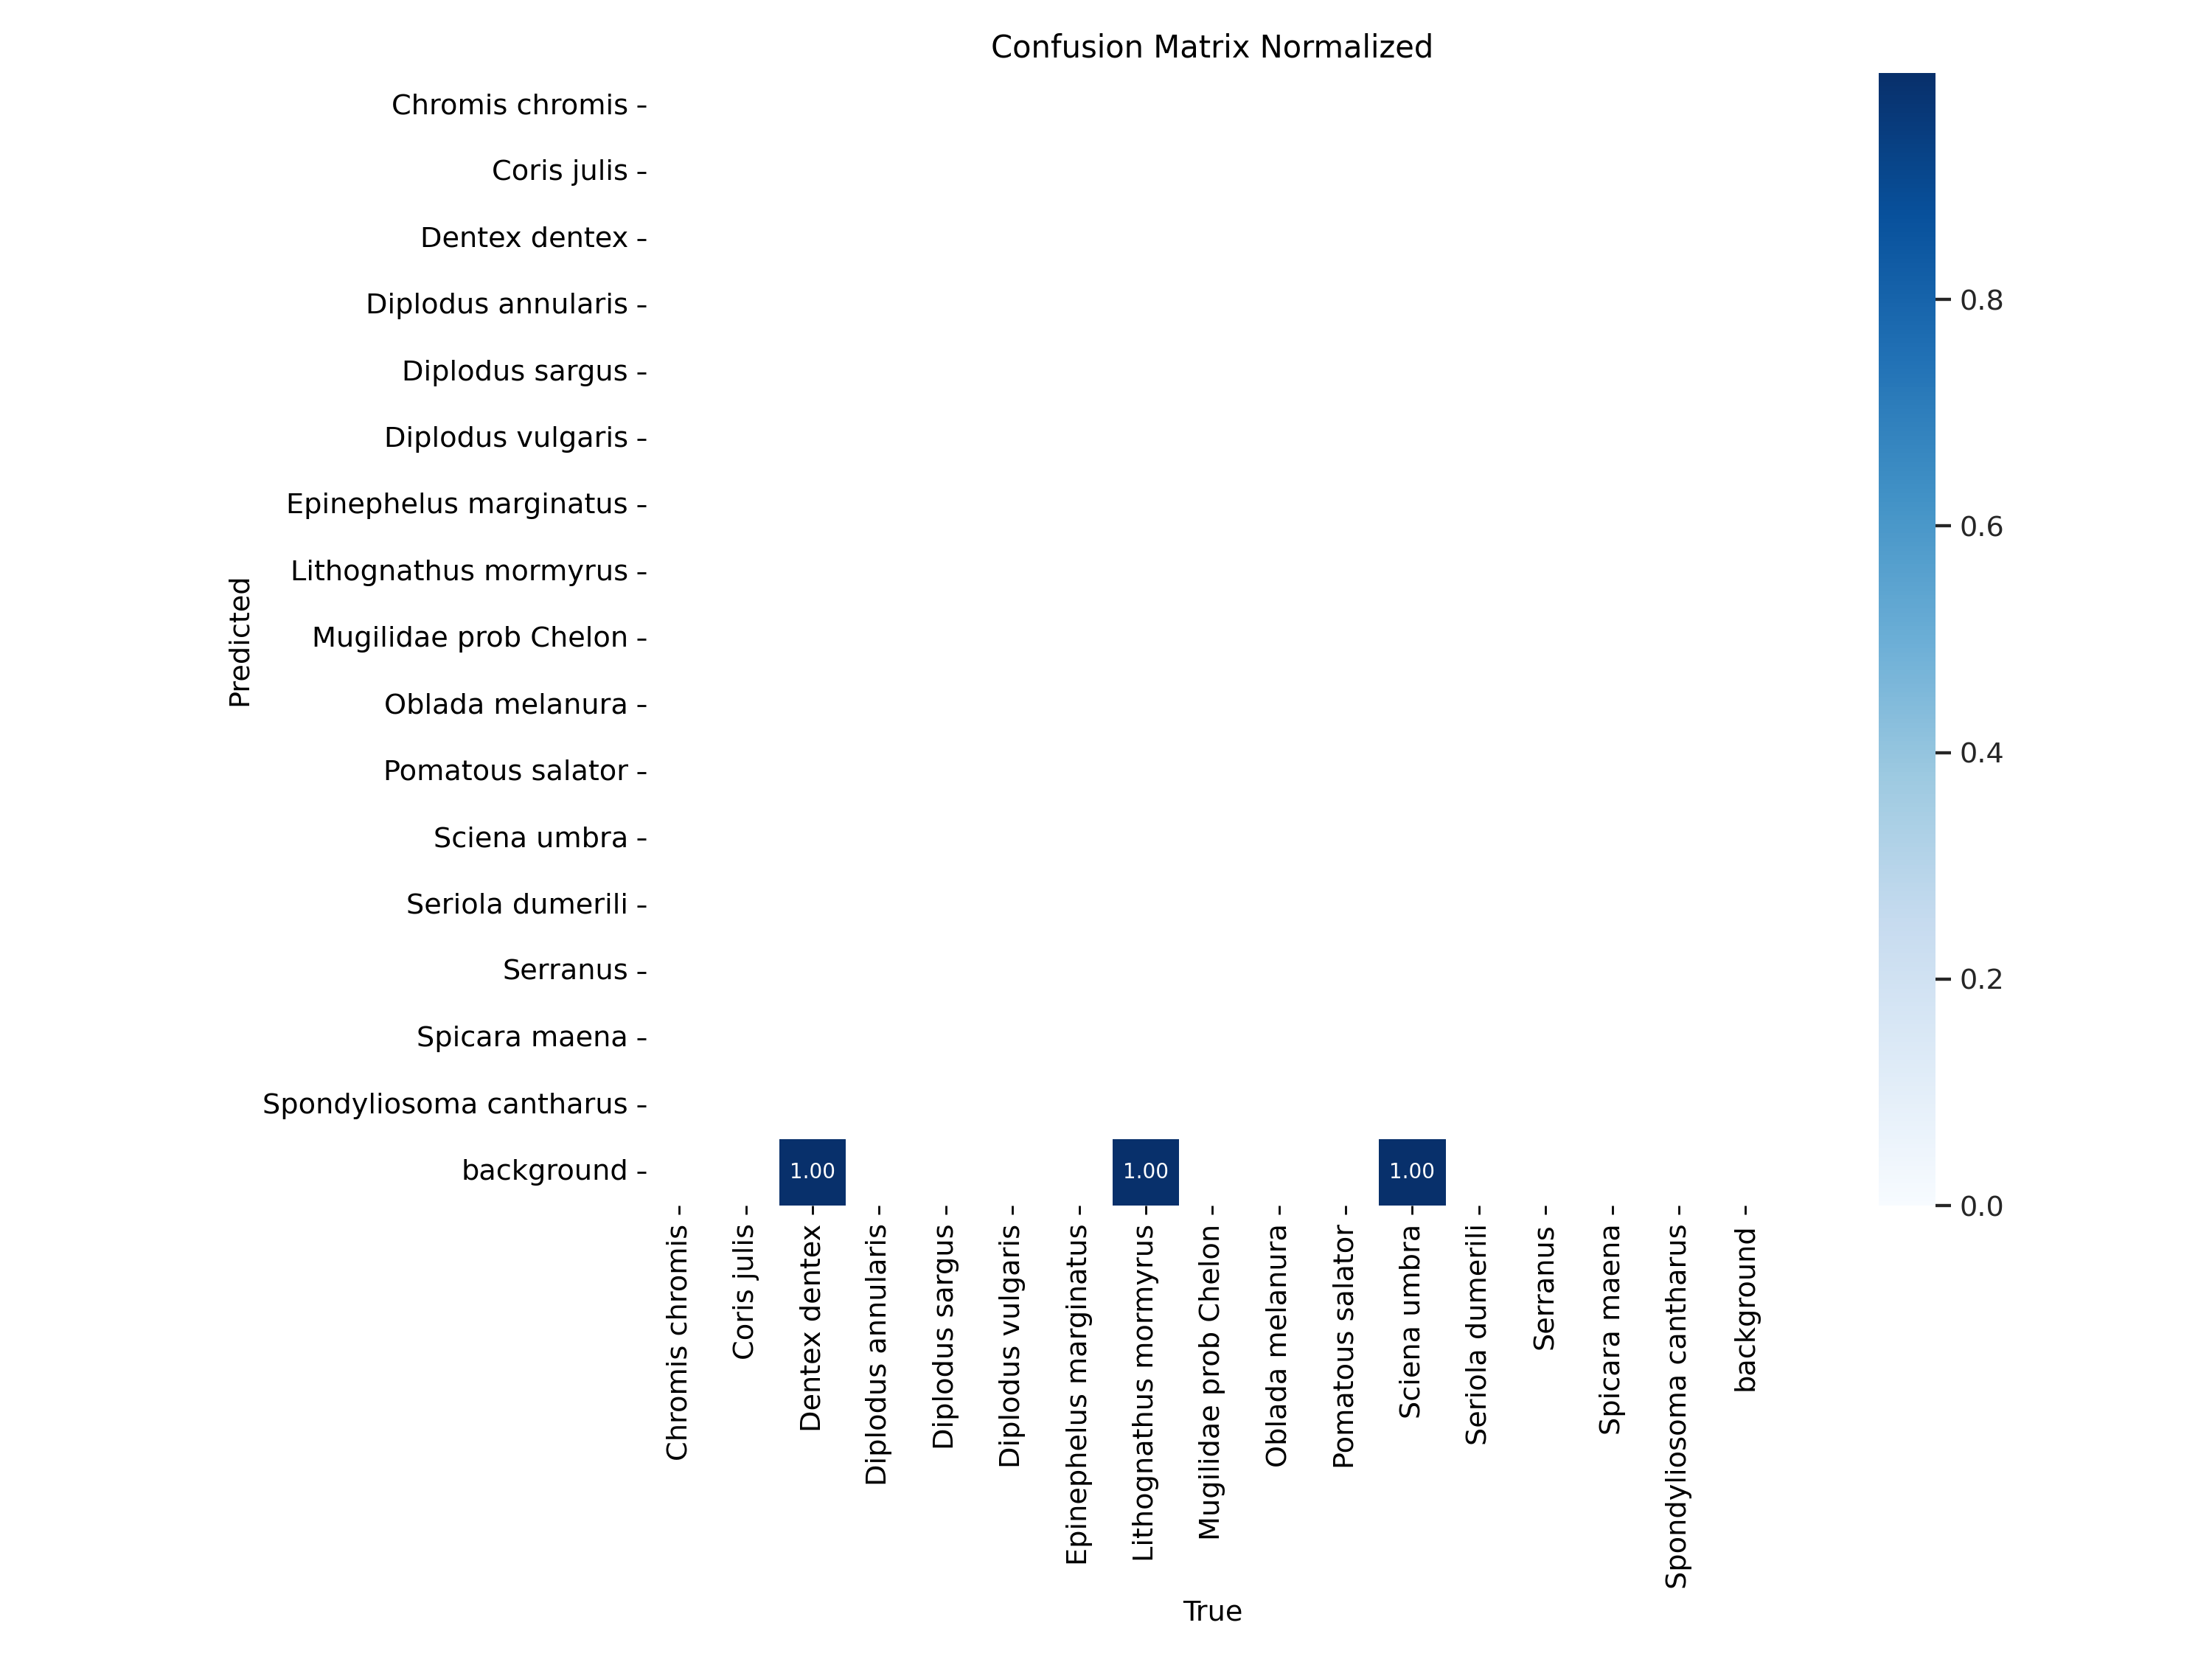 Confusion Matrix Normalized
Predicted
Chromis chromis
Coris julis
Dentex dentex
Diplodus annularis
Diplodus sargus
Diplodus vulgaris
Epinephelus marginatus
Lithognathus mormyrus
Mugilidae prob Chelon
Oblada melanura
Pomatous salator
Sciena umbra
Seriola dumerili
Serranus
Spicara maena
Spondyliosoma cantharus
background
1.00 1.00 1.00
Chromis chromis
Coris julis
Dentex dentex
Diplodus annularis
Diplodus sargus
Diplodus vulgaris
Epinephelus marginatus
Lithognathus mormyrus
Mugilidae prob Chelon
Oblada melanura
Pomatous salator
Sciena umbra
Seriola dumerili
Serranus
Spicara maena
Spondyliosoma cantharus
background
True
0.8
0.6
0.4
0.2
0.0